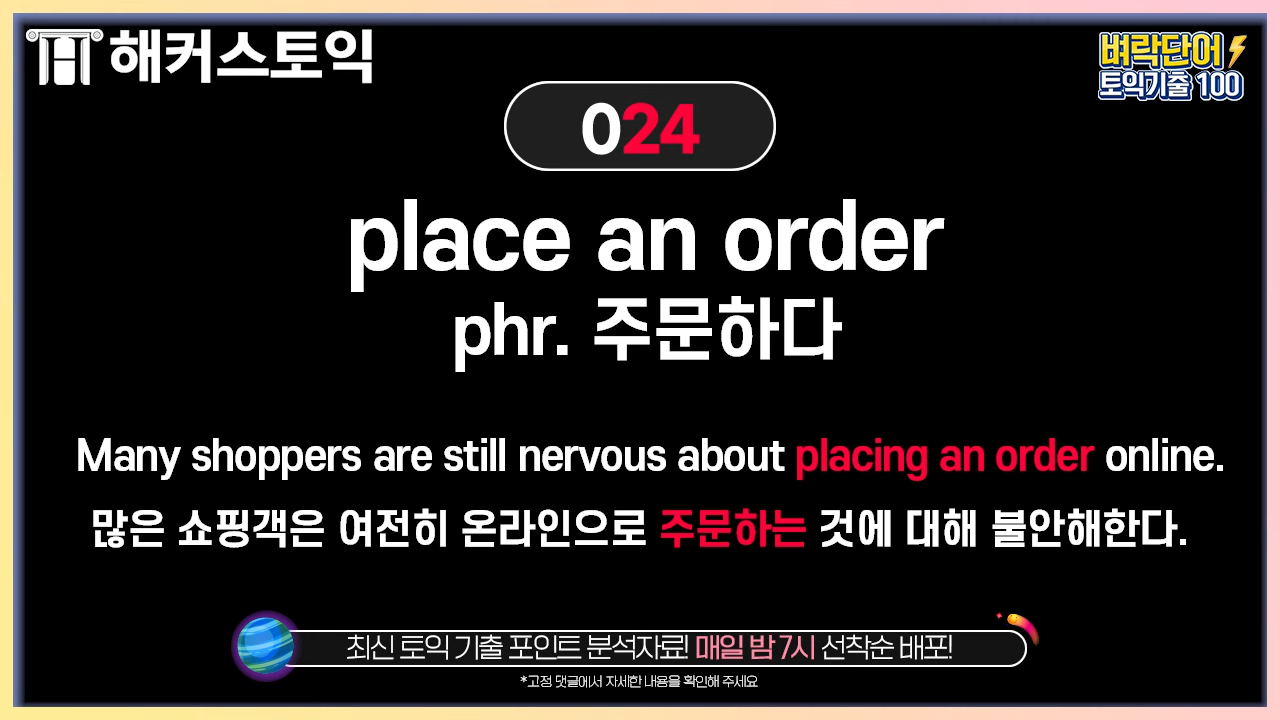 해커스토익
벼락단어
토익기출 100
024
place an order
phr. 주문하다
Many shoppers are still nervous about placing an order online.
많은 쇼핑객은 여전히 온라인으로 주문하는 것에 대해 불안해한다.
최신 토익 기출 포인트 분석자료! 매일 밤 7시 선착순 배포!
*고정 댓글에서 자세한 내용을 확인해 주세요